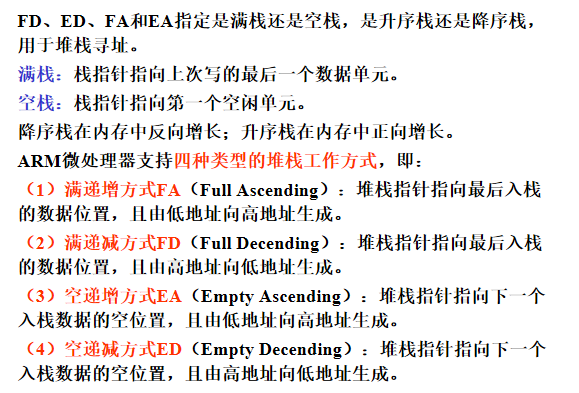 FD、ED、FA和EA指定是满栈还是空栈，是升序栈还是降序栈，
用于堆栈寻址。
满栈：栈指针指向上次写的最后一个数据单元。
空栈：栈指针指向第一个空闲单元。
降序栈在内存中反向增长；升序栈在内存中正向增长。
ARM微处理器支持四种类型的堆栈工作方式，即：
（1）满递增方式FA（Full Ascending）：堆栈指针指向最后入栈
的数据位置，且由低地址向高地址生成。
（2）满递减方式FD（Full Decending）：堆栈指针指向最后入栈
的数据位置，且由高地址向低地址生成。
（3）空递增方式EA（Empty Ascending）：堆栈指针指向下一个
入栈数据的空位置，且由低地址向高地址生成。
（4）空递减方式ED（Empty Decending）：堆栈指针指向下一个
入栈数据的空位置，且由高地址向低地址生成。